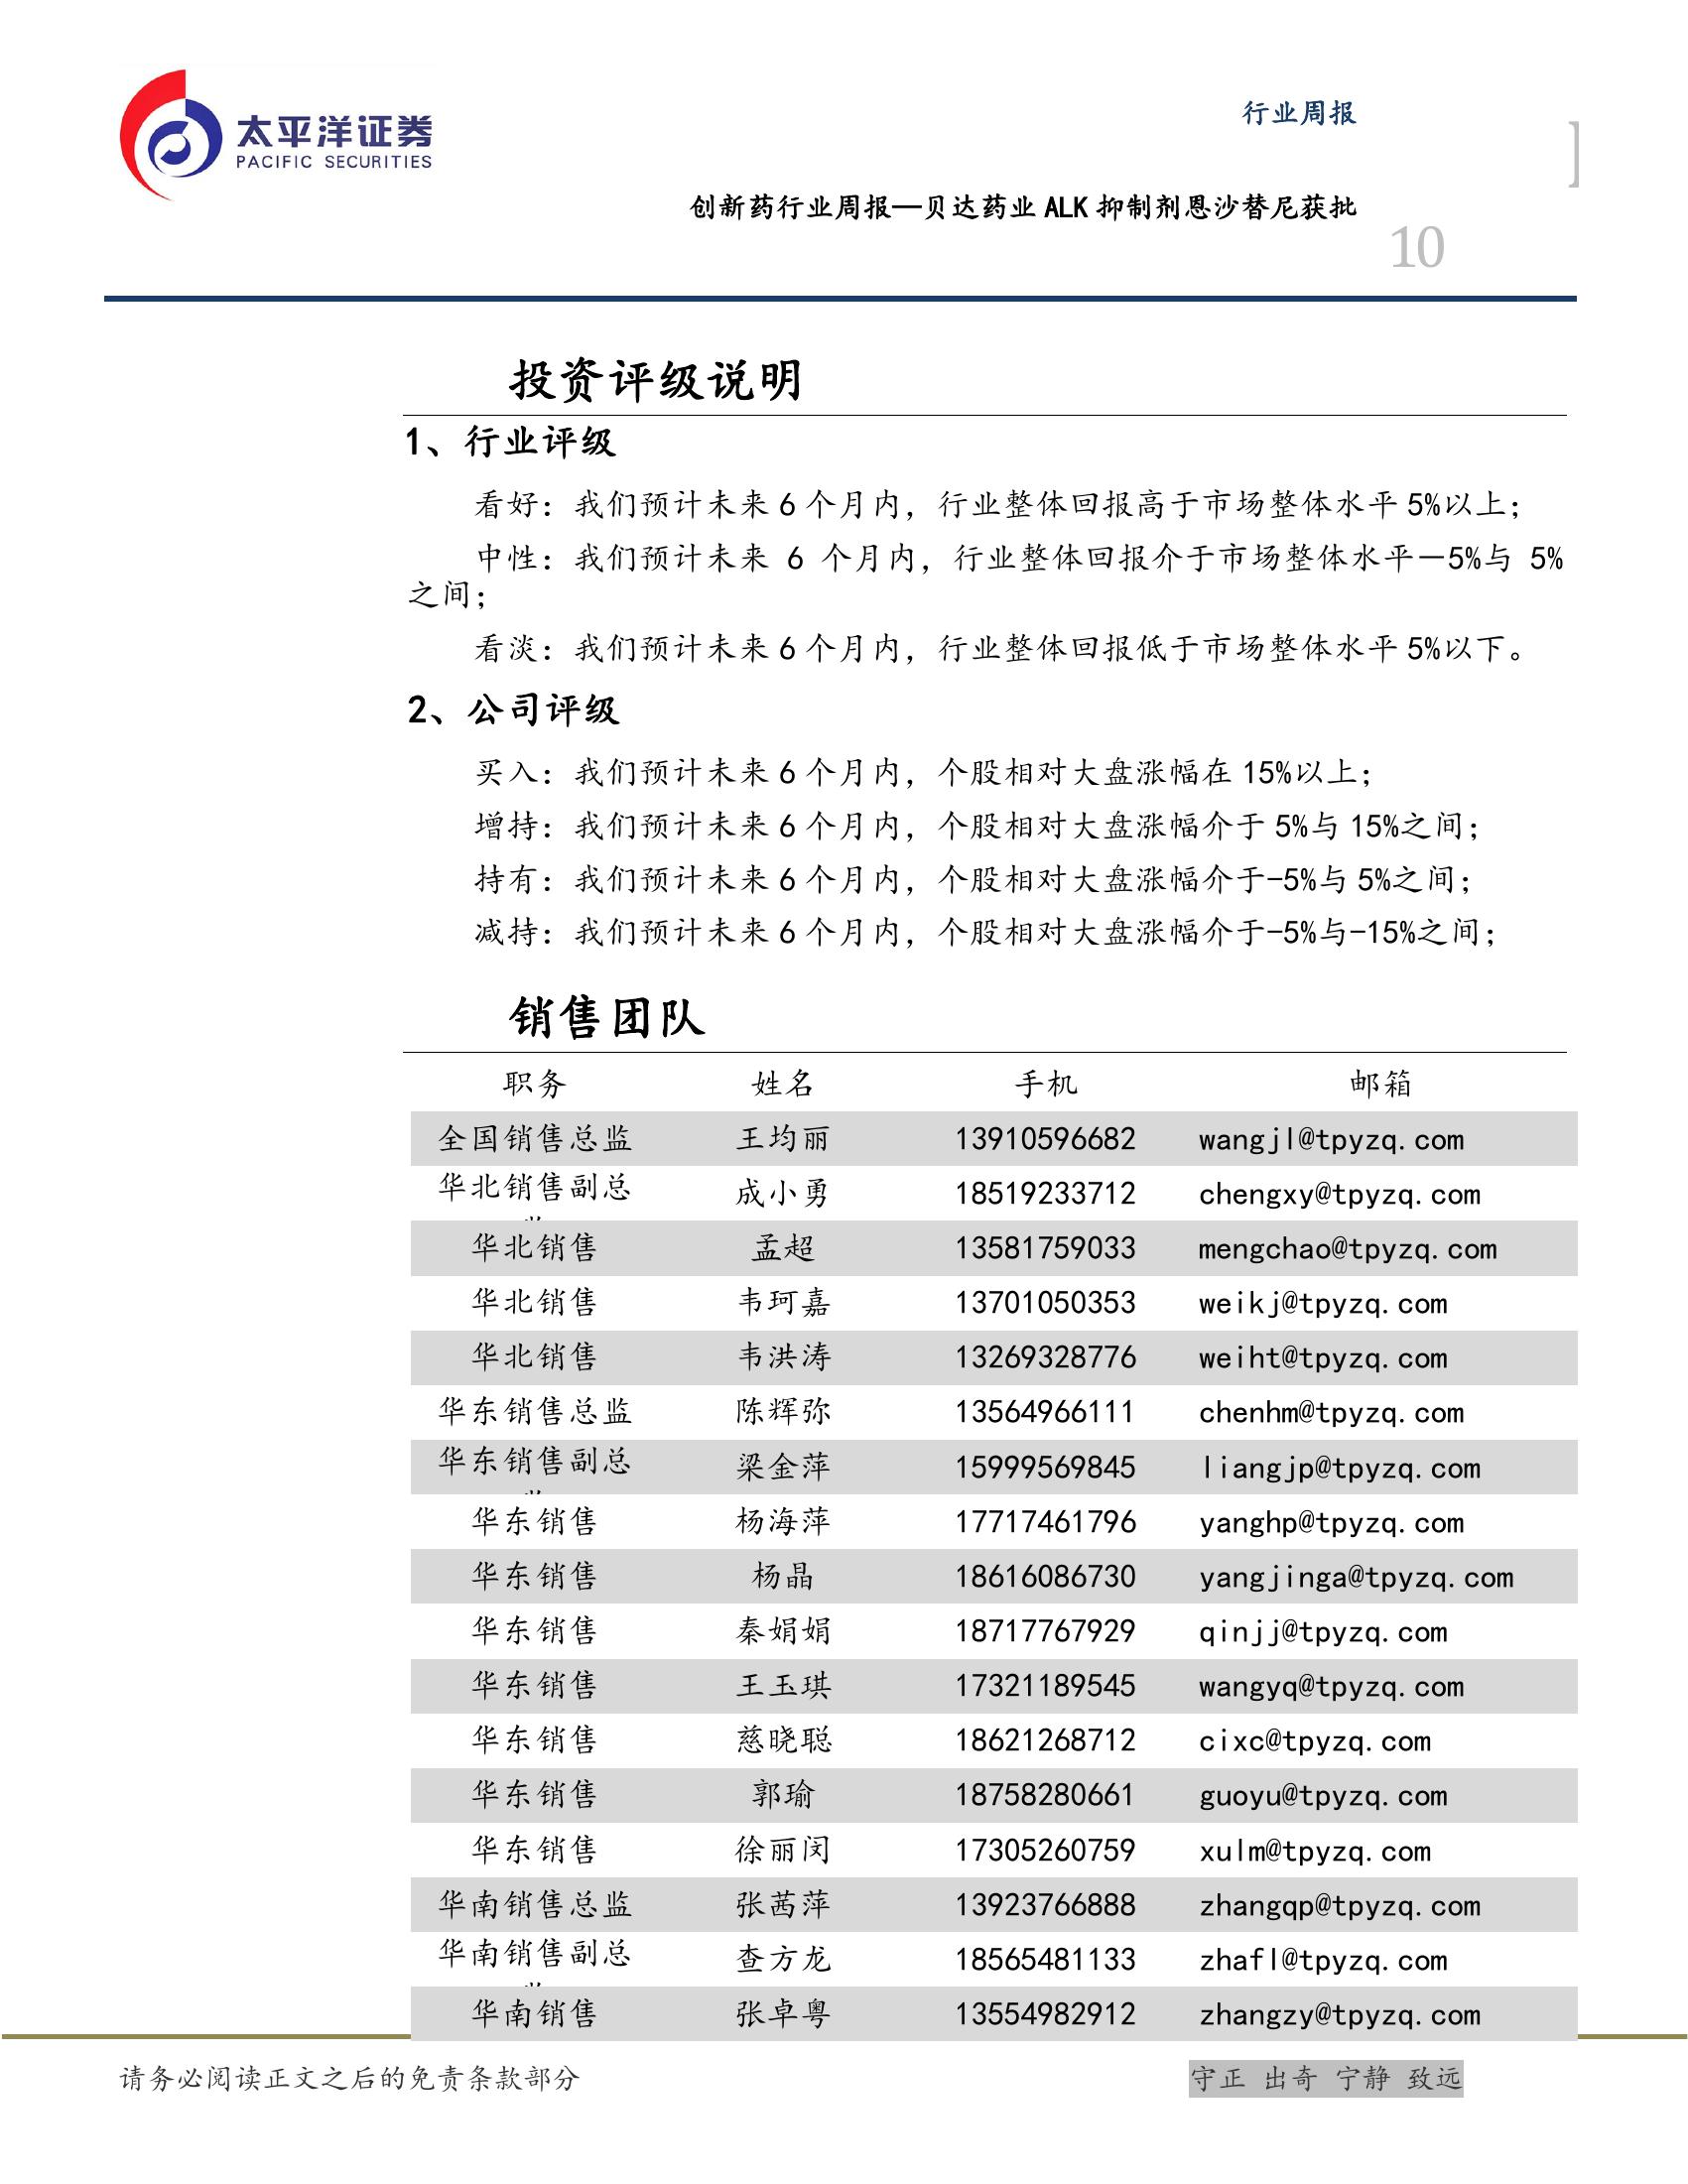 太平洋证券
PACIFIC SECURITIES
行业周报
创新药行业周报—贝达药业 ALK 抑制剂恩沙替尼获批
10
投资评级说明
1、行业评级
看好：我们预计未来 6 个月内，行业整体回报高于市场整体水平 5%以上；
中性：我们预计未来 6 个月内，行业整体回报介于市场整体水平－5%与 5%
之间；
看淡：我们预计未来 6 个月内，行业整体回报低于市场整体水平 5%以下。
2、公司评级
买入：我们预计未来 6 个月内，个股相对大盘涨幅在 15%以上；
增持：我们预计未来 6 个月内，个股相对大盘涨幅介于 5%与 15%之间；
持有：我们预计未来 6 个月内，个股相对大盘涨幅介于-5%与 5%之间；
减持：我们预计未来 6 个月内，个股相对大盘涨幅介于-5%与-15%之间；
销售团队
职务 姓名 手机 邮箱
全国销售总监 王均丽 13910596682 wangjl@tpyzq.com
华北销售副总 成小勇 18519233712 chengxy@tpyzq.com
华北销售 孟超 13581759033 mengchao@tpyzq.com
华北销售 韦珂嘉 13701050353 weikj@tpyzq.com
华北销售 韦洪涛 13269328776 weiht@tpyzq.com
华东销售总监 陈辉弥 13564966111 chenhm@tpyzq.com
华东销售副总 梁金萍 15999569845 liangjp@tpyzq.com
华东销售 杨海萍 17717461796 yanghp@tpyzq.com
华东销售 杨晶 18616086730 yangjinga@tpyzq.com
华东销售 秦娟娟 18717767929 qinjj@tpyzq.com
华东销售 王玉琪 17321189545 wangyq@tpyzq.com
华东销售 慈晓聪 18621268712 cixc@tpyzq.com
华东销售 郭瑜 18758280661 guoyu@tpyzq.com
华东销售 徐丽闵 17305260759 xulm@tpyzq.com
华南销售总监 张茜萍 13923766888 zhangqp@tpyzq.com
华南销售副总 查方龙 18565481133 zhafl@tpyzq.com
华南销售 张卓粤 13554982912 zhangzy@tpyzq.com
请务必阅读正文之后的免责条款部分
守正 出奇 宁静 致远